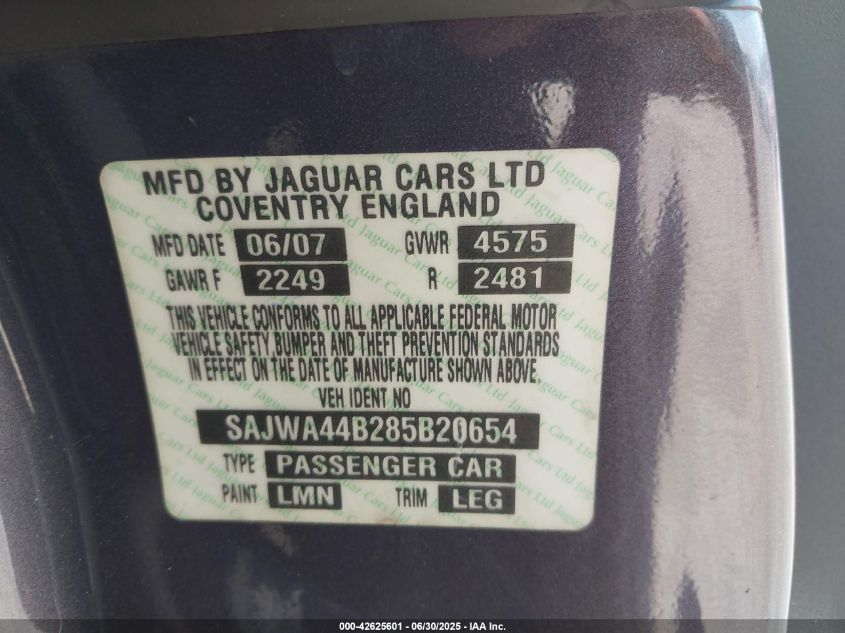 MFD BY JAGUAR CARS LTD
COVENTRY ENGLAND
MFD DATE 06/07 GVWR 4575
GAWR F 2249 R 2481
THIS VEHICLE CONFORMS TO ALL APPLICABLE FEDERAL MOTOR
VEHICLE SAFETY,BUMPER AND THEFT PREVENTION STANDARDS
IN EFFECT ON THE DATE OF MANUFACTURE SHOWN ABOVE.
VEH IDENT NO
SAJWA44B285B20654
TYPE PASSENGER CAR
PAINT LMN TRIM LEG
000-42625601 - 06/30/2025 - IAA Inc.